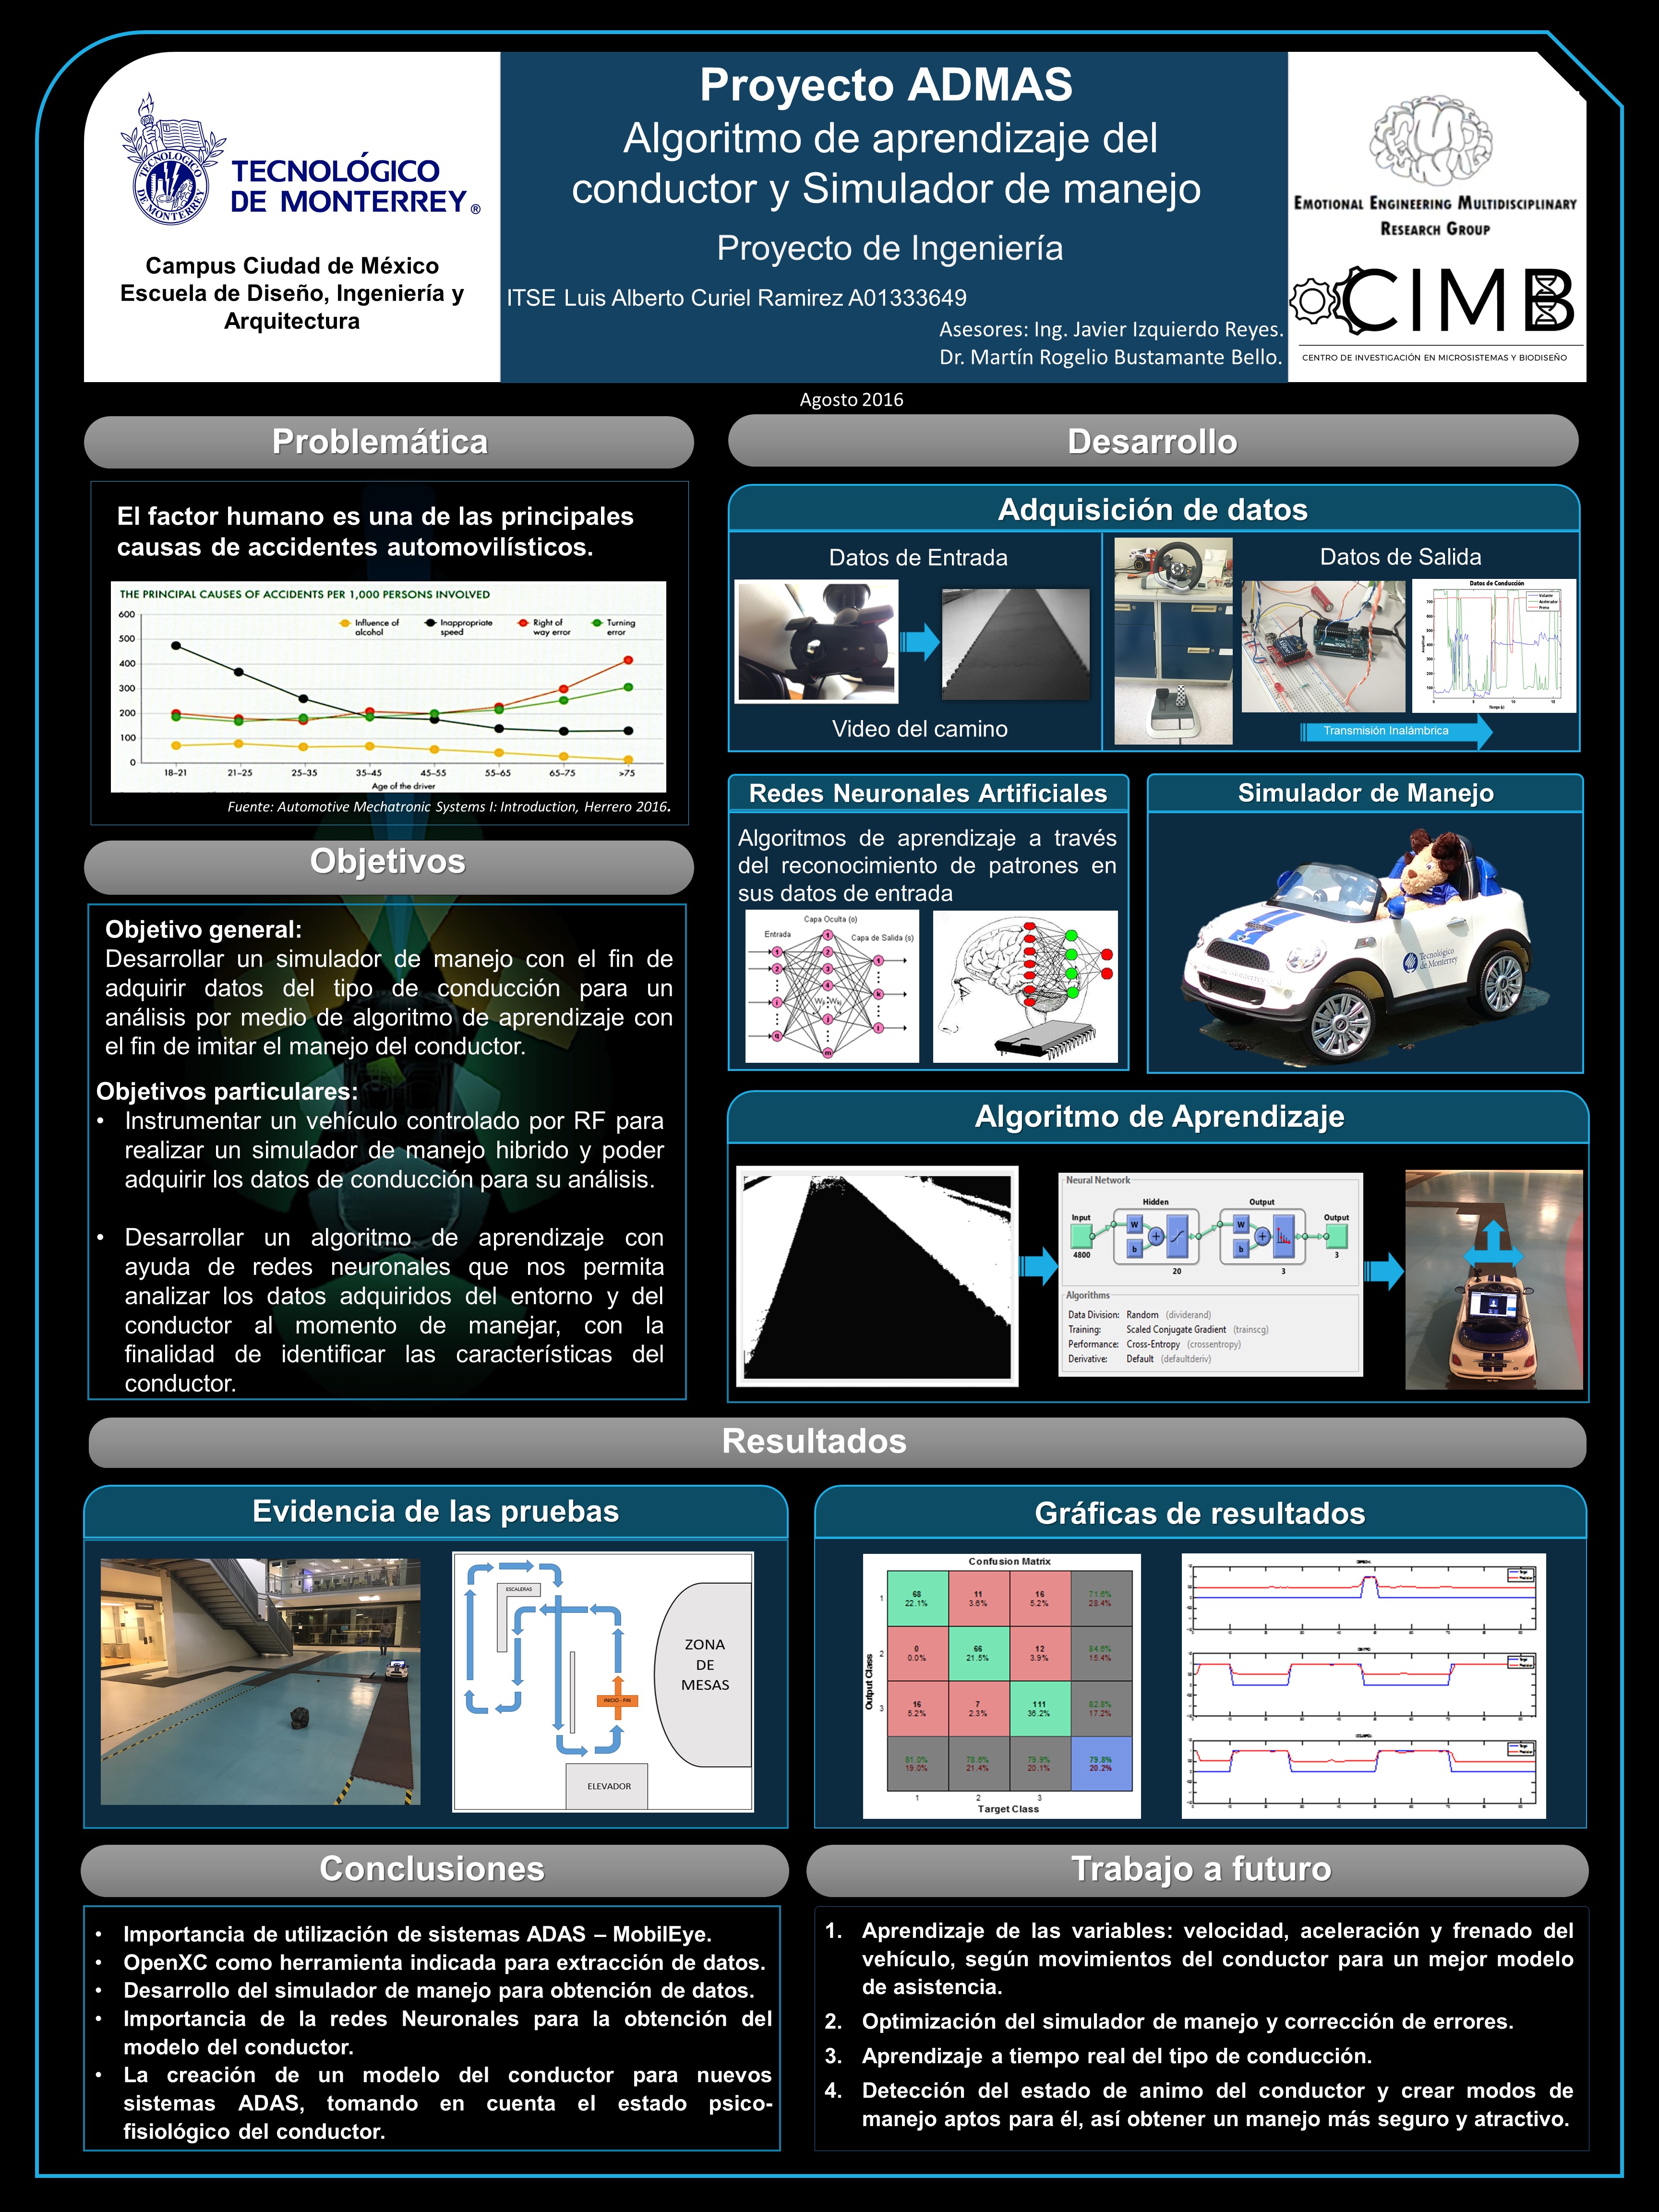 TECNOLÓGICO
DE MONTERREY®
Campus Ciudad de México
Escuela de Diseño, Ingeniería y
Arquitectura
Proyecto ADMAS
Algoritmo de aprendizaje del
conductor y Simulador de manejo
Proyecto de Ingeniería
ITSE Luis Alberto Curiel Ramirez A01333649
Asesores: Ing. Javier Izquierdo Reyes.
Dr. Martín Rogelio Bustamante Bello.
EMOTIONAL ENGINEERING MULTIDISCIPLINARY
RESEARCH GROUP
CIMB
CENTRO DE INVESTIGACIÓN EN MICROSISTEMAS Y BIODISEÑO
Agosto 2016
Problemática
El factor humano es una de las principales
causas de accidentes automovilísticos.
THE PRINCIPAL CAUSES OF ACCIDENTS PER 1,000 PERSONS INVOLVED
Influence of alcohol
Inappropriate speed
Right of way error
Turning error
600
500
400
300
200
100
0
18–21 21–25 25–35 35–45 45–55 55–65 65–75 >75
Age of the driver
Fuente: Automotive Mechatronic Systems I: Introduction, Herrero 2016.
Objetivos
Objetivo general:
Desarrollar un simulador de manejo con el fin de
adquirir datos del tipo de conducción para un
análisis por medio de algoritmo de aprendizaje con
el fin de imitar el manejo del conductor.
Objetivos particulares:
• Instrumentar un vehículo controlado por RF para
realizar un simulador de manejo hibrido y poder
adquirir los datos de conducción para su análisis.
• Desarrollar un algoritmo de aprendizaje con
ayuda de redes neuronales que nos permita
analizar los datos adquiridos del entorno y del
conductor al momento de manejar, con la
finalidad de identificar las características del
conductor.
Desarrollo
Adquisición de datos
Datos de Entrada
Video del camino
Datos de Salida
Datos de Conducción
Transmisión Inalámbrica
Redes Neuronales Artificiales
Algoritmos de aprendizaje a través
del reconocimiento de patrones en
sus datos de entrada
Capa Oculta (o)
Entrada
Capa de Salida (s)
Simulador de Manejo
Tecnológico
de Monterrey
Algoritmo de Aprendizaje
Neural Network
Hidden
Output
Input
Output
W
b
W
b
4800
20
3
3
Algorithms
Data Division: Random (dividerand)
Training: Scaled Conjugate Gradient (trainscg)
Performance: Cross-Entropy (crossentropy)
Derivative: Default (defaultderiv)
Resultados
Evidencia de las pruebas
ESCALERAS
ZONA
DE
MESAS
INICIO - FIN
ELEVADOR
Gráficas de resultados
Confusion Matrix
Output Class
1
68 11 16 71.6%
22.1% 3.6% 5.2% 28.4%
2
0 66 12 84.6%
0.0% 21.5% 3.9% 15.4%
3
16 7 111 82.8%
5.2% 2.3% 36.2% 17.2%
81.0% 78.6% 79.9% 79.8%
19.0% 21.4% 20.1% 20.2%
1 2 3
Target Class
Conclusiones
• Importancia de utilización de sistemas ADAS – MobilEye.
• OpenXC como herramienta indicada para extracción de datos.
• Desarrollo del simulador de manejo para obtención de datos.
• Importancia de la redes Neuronales para la obtención del
modelo del conductor.
• La creación de un modelo del conductor para nuevos
sistemas ADAS, tomando en cuenta el estado psico-
fisiológico del conductor.
Trabajo a futuro
1. Aprendizaje de las variables: velocidad, aceleración y frenado del
vehículo, según movimientos del conductor para un mejor modelo
de asistencia.
2. Optimización del simulador de manejo y corrección de errores.
3. Aprendizaje a tiempo real del tipo de conducción.
4. Detección del estado de animo del conductor y crear modos de
manejo aptos para él, así obtener un manejo más seguro y atractivo.